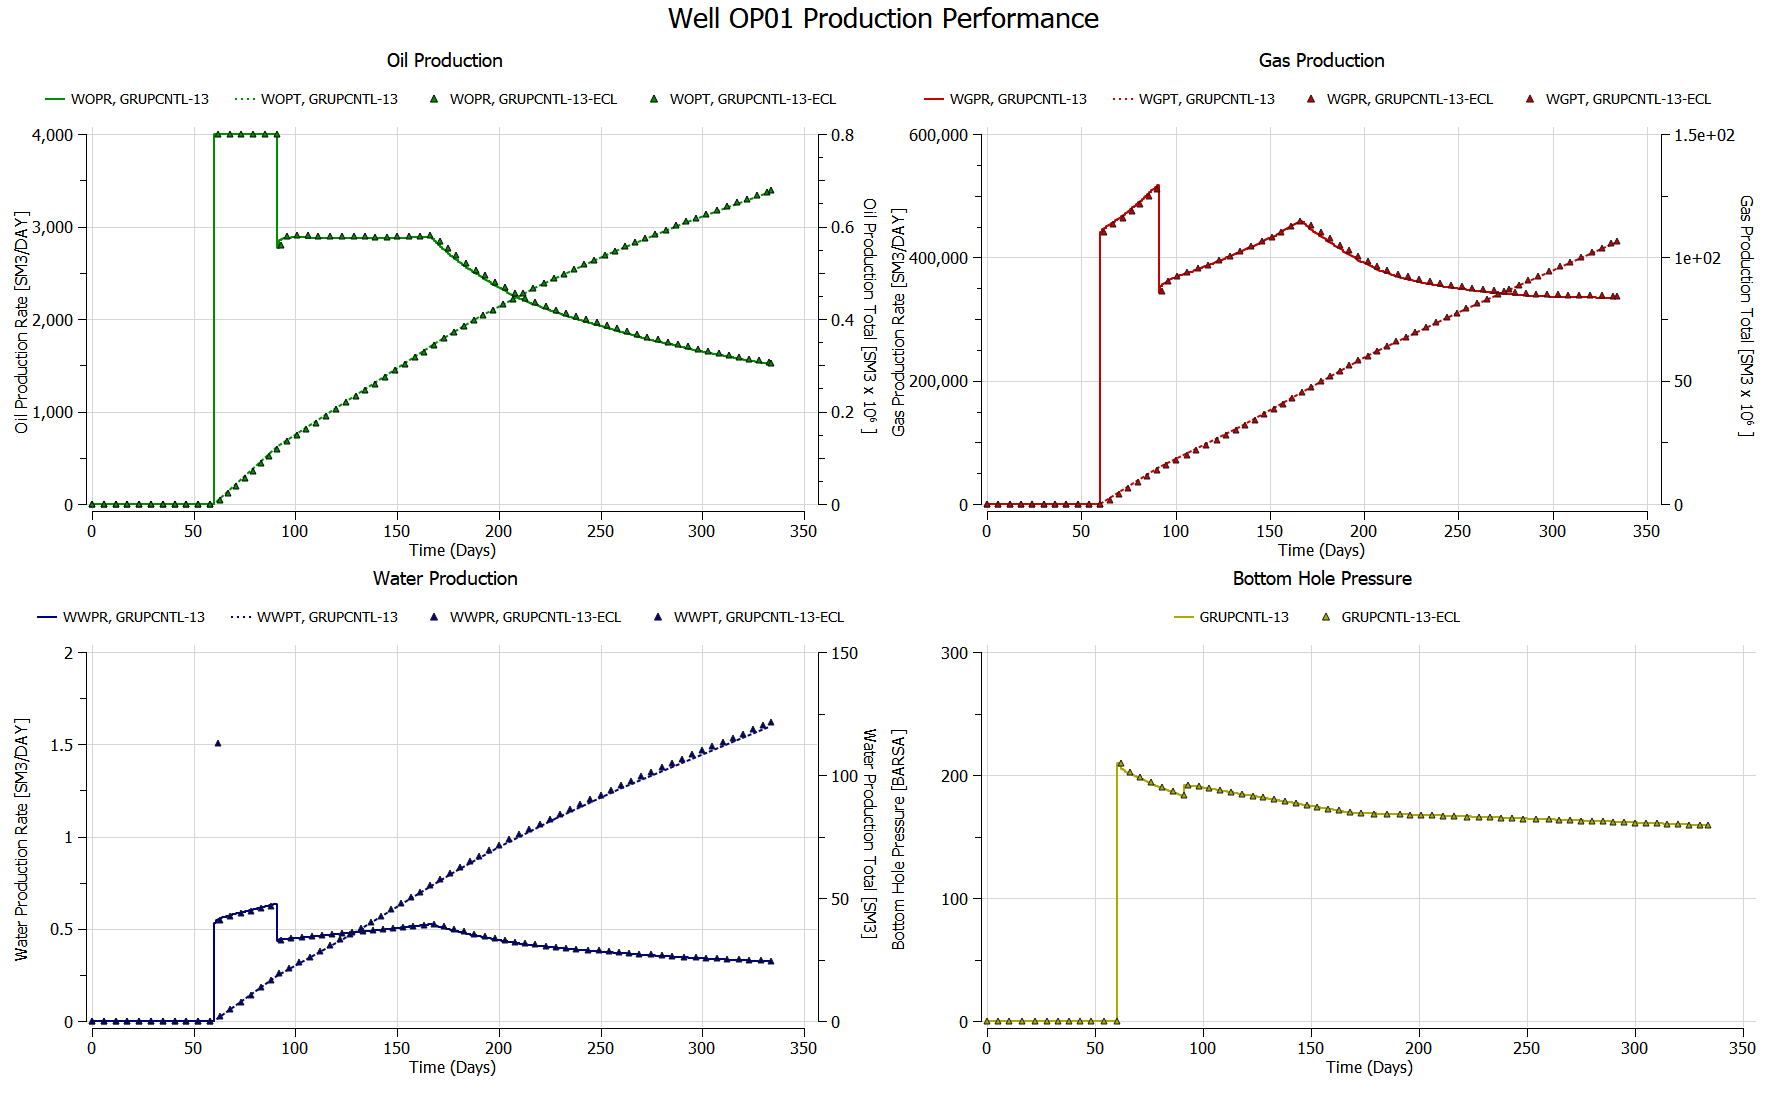 Well OP01 Production Performance
Oil Production
WOPR, GRUPCNTL-13 WOPT, GRUPCNTL-13 WOPR, GRUPCNTL-13-ECL WOPT, GRUPCNTL-13-ECL
4,000
3,000
2,000
1,000
0
Oil Production Rate [SM3/DAY]
0.8
0.6
0.4
0.2
0
Oil Production Total [SM3 x 10⁶ ]
0 50 100 150 200 250 300 350
Time (Days)
Gas Production
WGPR, GRUPCNTL-13 WGPT, GRUPCNTL-13 WGPR, GRUPCNTL-13-ECL WGPT, GRUPCNTL-13-ECL
600,000
400,000
200,000
0
Gas Production Rate [SM3/DAY]
1.5e+02
1e+02
50
0
Gas Production Total [SM3 x 10⁶ ]
0 50 100 150 200 250 300 350
Time (Days)
Water Production
WWPR, GRUPCNTL-13 WWPT, GRUPCNTL-13 WWPR, GRUPCNTL-13-ECL WWPT, GRUPCNTL-13-ECL
2
1.5
1
0.5
0
Water Production Rate [SM3/DAY]
150
100
50
0
Water Production Total [SM3 ]
0 50 100 150 200 250 300 350
Time (Days)
Bottom Hole Pressure
GRUPCNTL-13 GRUPCNTL-13-ECL
300
200
100
0
Bottom Hole Pressure [BARSA]
0 50 100 150 200 250 300 350
Time (Days)